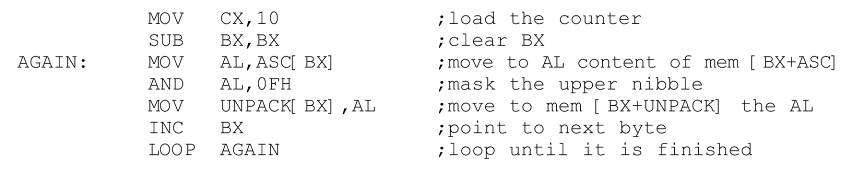 MOV CX,10 ;load the counter
SUB BX,BX ;clear BX
AGAIN: MOV AL,ASC[BX] ;move to AL content of mem [BX+ASC]
AND AL,0FH ;mask the upper nibble
MOV UNPACK[BX],AL ;move to mem [BX+UNPACK] the AL
INC BX ;point to next byte
LOOP AGAIN ;loop until it is finished